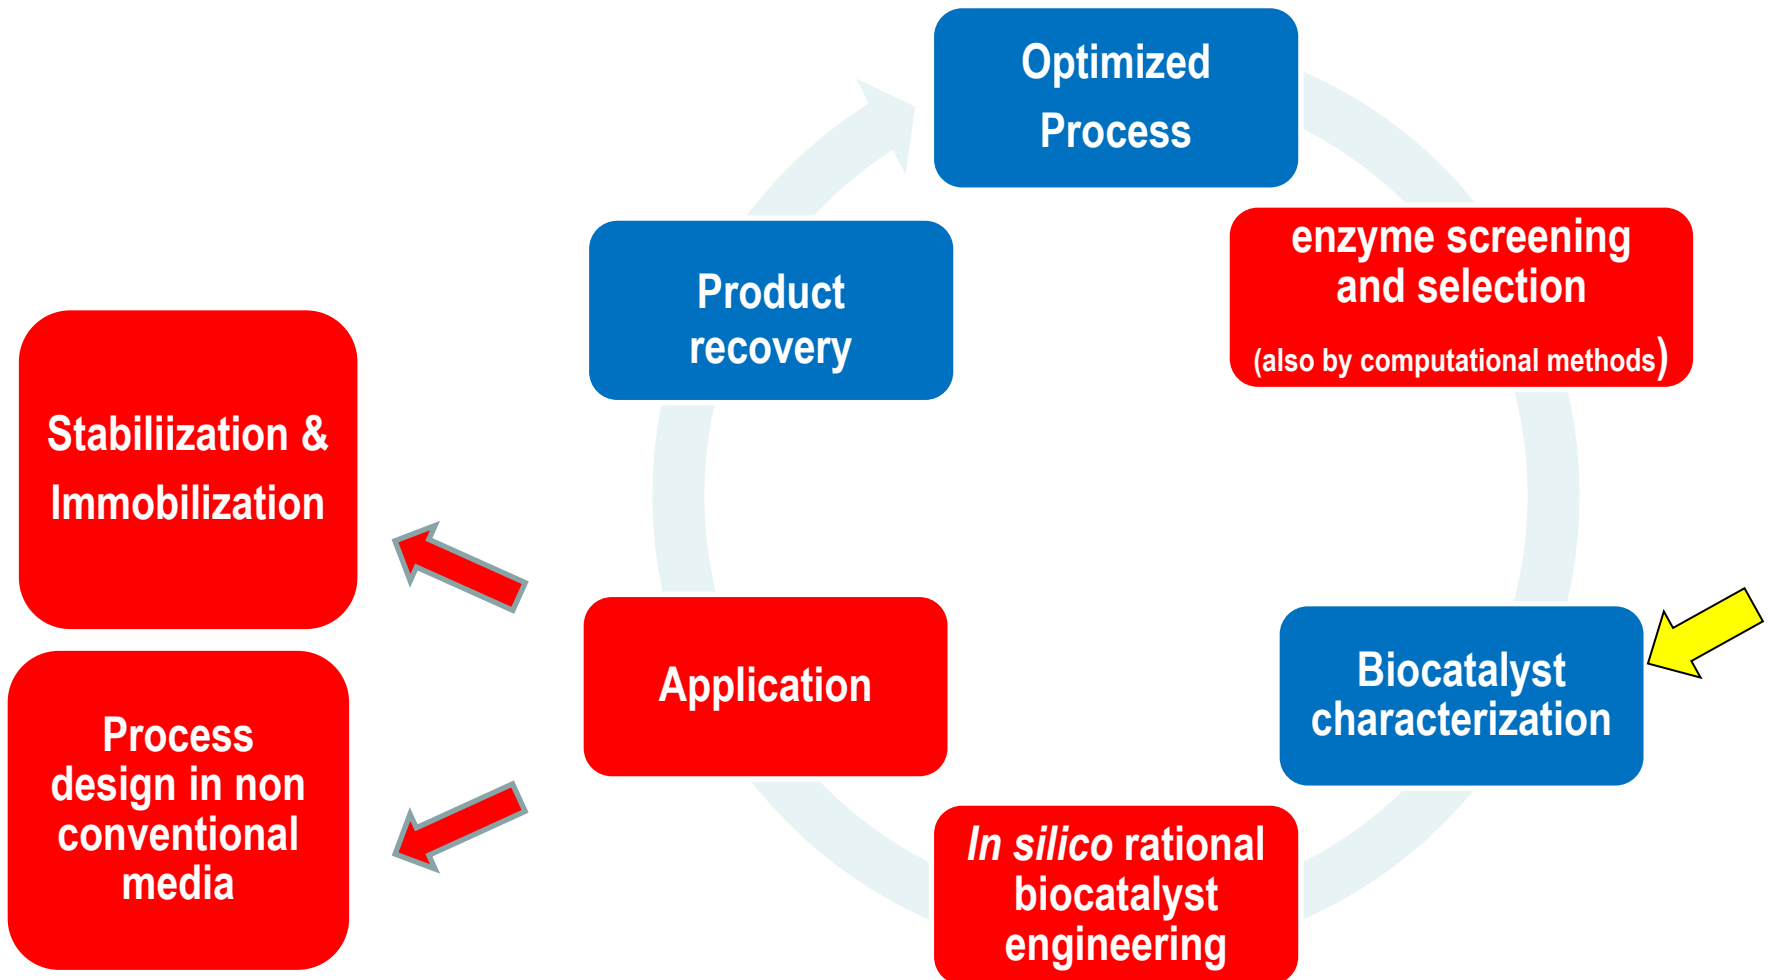 Optimized
Process
enzyme screening
and selection
(also by computational methods)
Product
recovery
Stabiliization &
Immobilization
Biocatalyst
characterization
Application
Process
design in non
conventional
media
In silico rational
biocatalyst
engineering